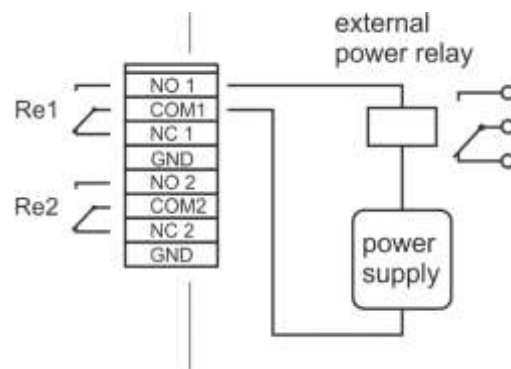 external
power relay
Re1
NO 1
COM1
NC 1
GND
Re2
NO 2
COM2
NC 2
GND
power
supply